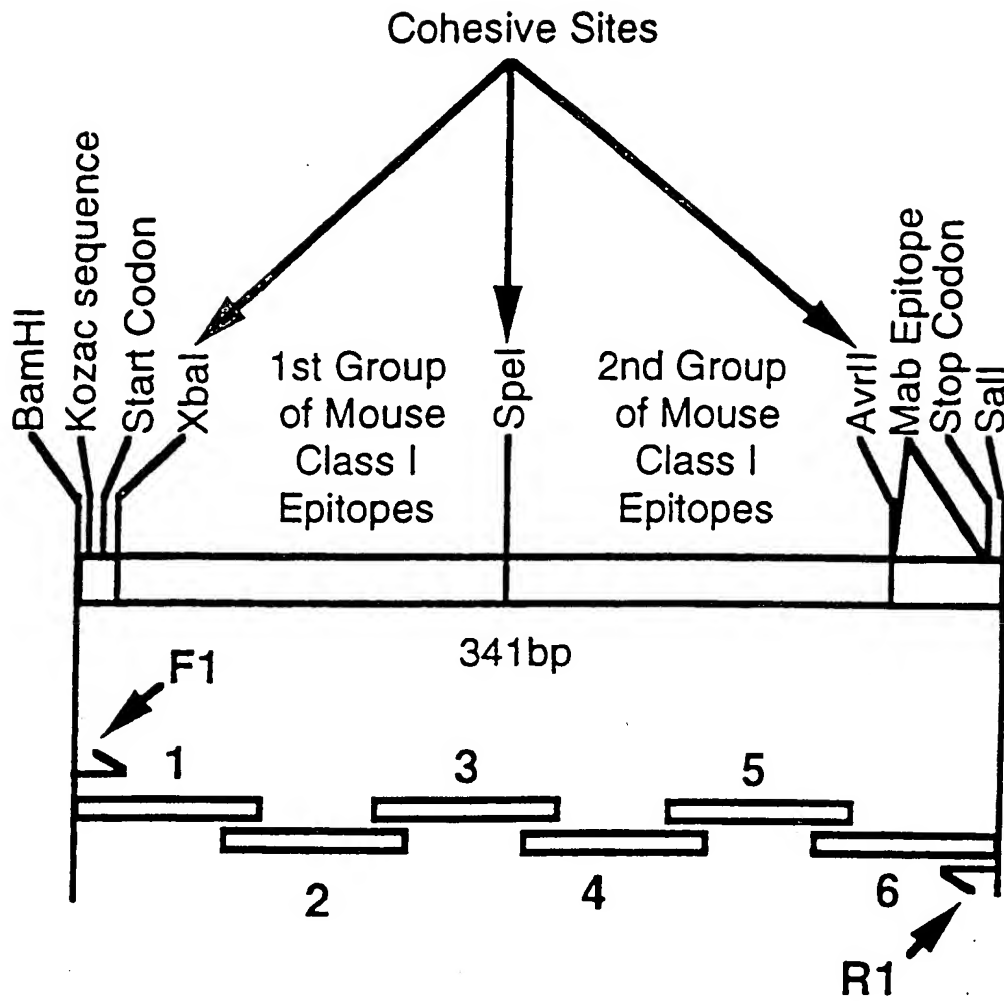 Cohesive Sites
BamHI
Kozac sequence
Start Codon
XbaI
1st Group
of Mouse
Class I
Epitopes
SpeI
2nd Group
of Mouse
Class I
Epitopes
AvrII
Mab Epitope
Stop Codon
SalI
341bp
F1
1
3
5
2
4
6
R1